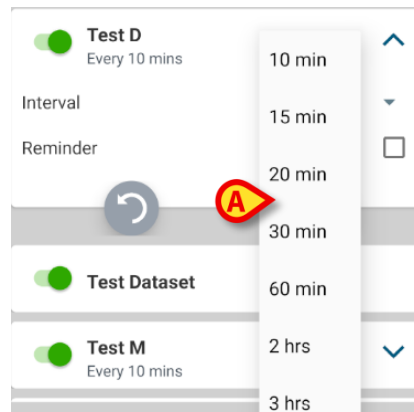 Test D
Every 10 mins
Interval
Reminder
10 min
15 min
20 min
A
30 min
60 min
2 hrs
3 hrs
Test Dataset
Test M
Every 10 mins